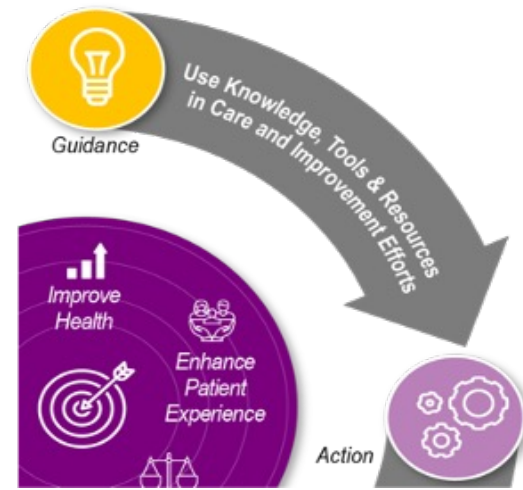 Guidance
Use Knowledge, Tools & Resources
in Care and Improvement Efforts
Improve
Health
Enhance
Patient
Experience
Action